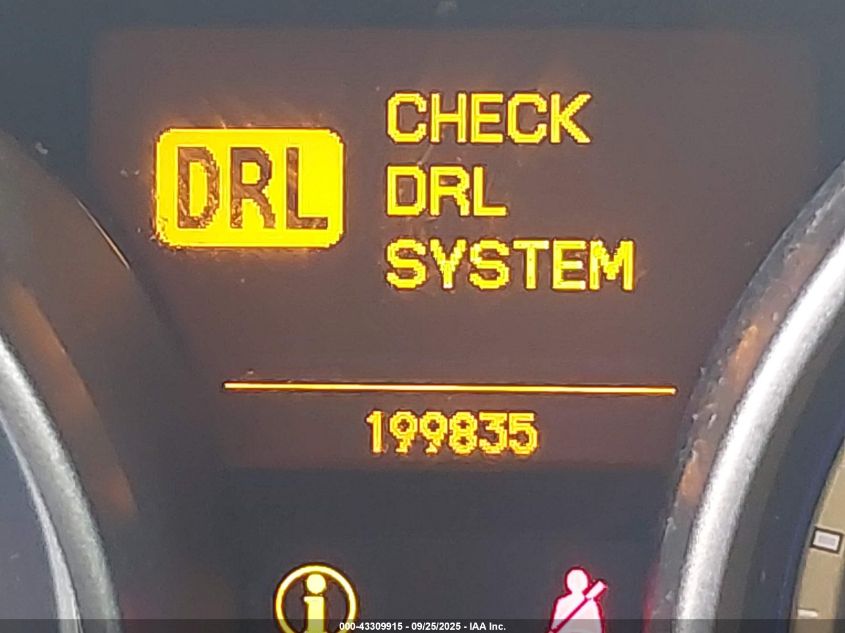 DRL
CHECK
DRL
SYSTEM
199835
i
000-43309915 - 09/25/2025 - IAA Inc.